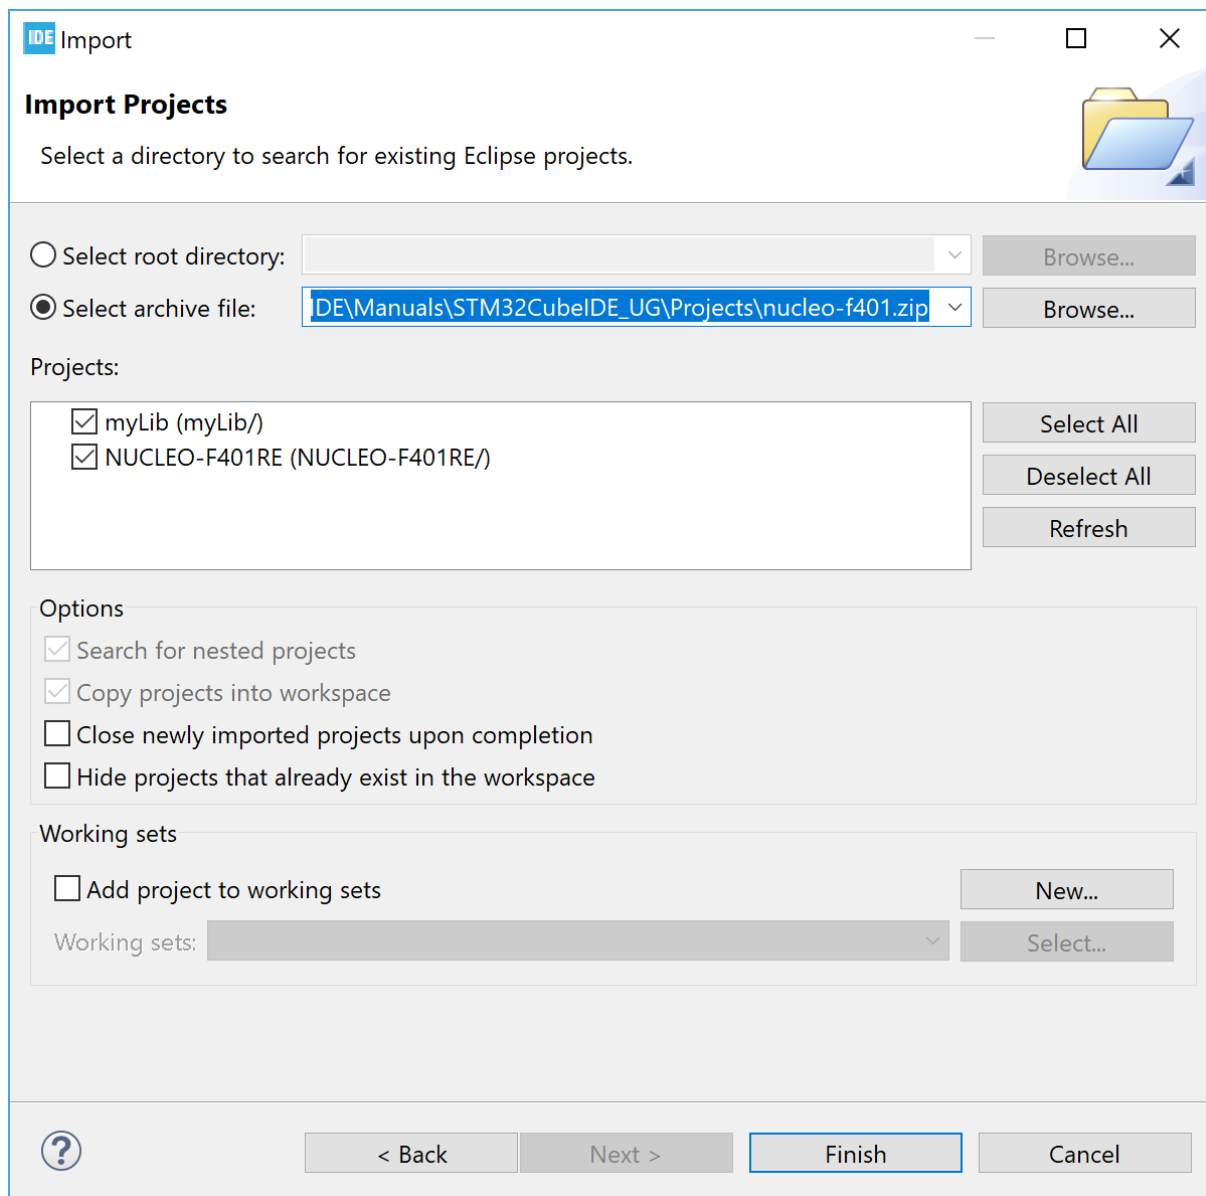 IDE Import
Import Projects
Select a directory to search for existing Eclipse projects.
Select root directory: Browse...
Select archive file: IDE\Manuals\STM32CubeIDE_UG\Projects\nucleo-f401.zip Browse...
Projects:
myLib (myLib/) Select All
NUCLEO-F401RE (NUCLEO-F401RE/) Deselect All
Refresh
Options
Search for nested projects
Copy projects into workspace
Close newly imported projects upon completion
Hide projects that already exist in the workspace
Working sets
Add project to working sets New...
Working sets: Select...
? < Back Next > Finish Cancel